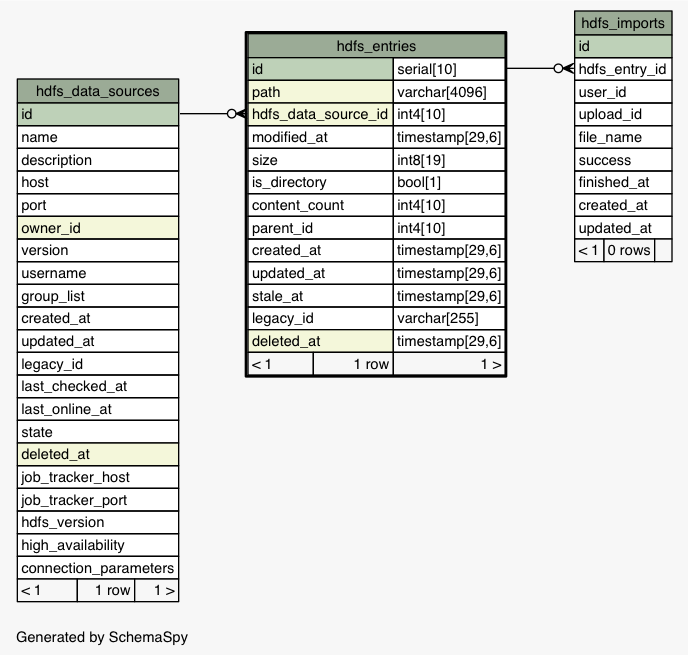 hdfs_data_sources
id
name
description
host
port
owner_id
version
username
group_list
created_at
updated_at
legacy_id
last_checked_at
last_online_at
state
deleted_at
job_tracker_host
job_tracker_port
hdfs_version
high_availability
connection_parameters
< 1 1 row 1 >
hdfs_entries
id serial[10]
path varchar[4096]
hdfs_data_source_id int4[10]
modified_at timestamp[29,6]
size int8[19]
is_directory bool[1]
content_count int4[10]
parent_id int4[10]
created_at timestamp[29,6]
updated_at timestamp[29,6]
stale_at timestamp[29,6]
legacy_id varchar[255]
deleted_at timestamp[29,6]
< 1 1 row 1 >
hdfs_imports
id
hdfs_entry_id
user_id
upload_id
file_name
success
finished_at
created_at
updated_at
< 1 0 rows
Generated by SchemaSpy